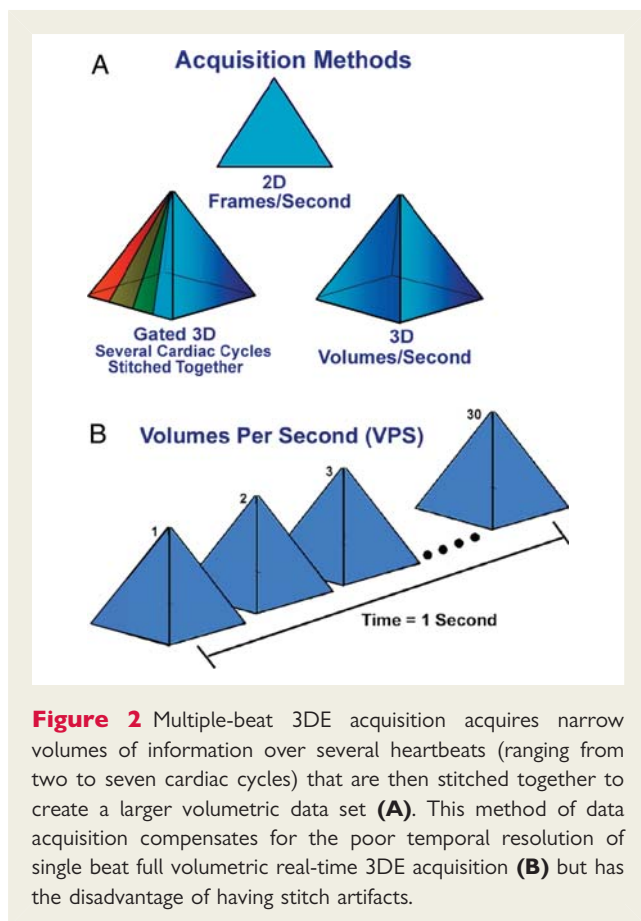 A
Acquisition Methods
2D
Frames/Second
Gated 3D
Several Cardiac Cycles
Stitched Together
3D
Volumes/Second
B
Volumes Per Second (VPS)
1
2
3
30
Time = 1 Second
Figure 2 Multiple-beat 3DE acquisition acquires narrow
volumes of information over several heartbeats (ranging from
two to seven cardiac cycles) that are then stitched together to
create a larger volumetric data set (A). This method of data
acquisition compensates for the poor temporal resolution of
single beat full volumetric real-time 3DE acquisition (B) but has
the disadvantage of having stitch artifacts.